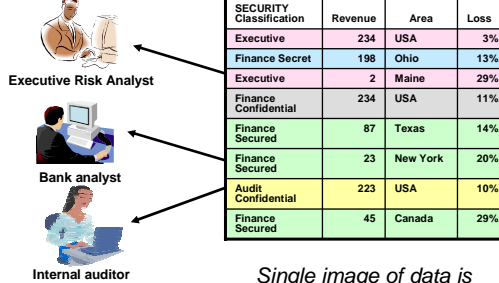 SECURITY
Classification Revenue Area Loss
Executive 234 USA 3%
Finance Secret 198 Ohio 13%
Executive 2 Maine 29%
Finance
Confidential 234 USA 11%
Finance
Secured 87 Texas 14%
Finance
Secured 23 New York 20%
Audit
Confidential 223 USA 10%
Finance
Secured 45 Canada 29%
Executive Risk Analyst
Bank analyst
Internal auditor
Single image of data is